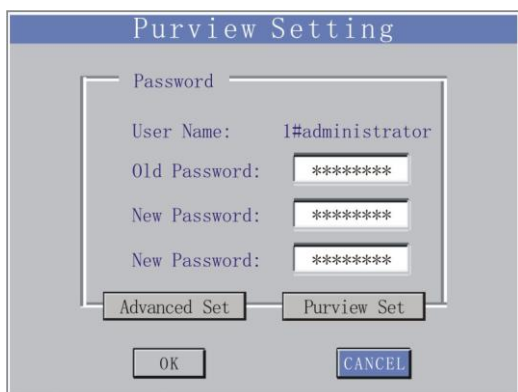 Purview Setting
Password
User Name: 1#administrator
Old Password: ********
New Password: ********
New Password: ********
Advanced Set Purview Set
OK CANCEL